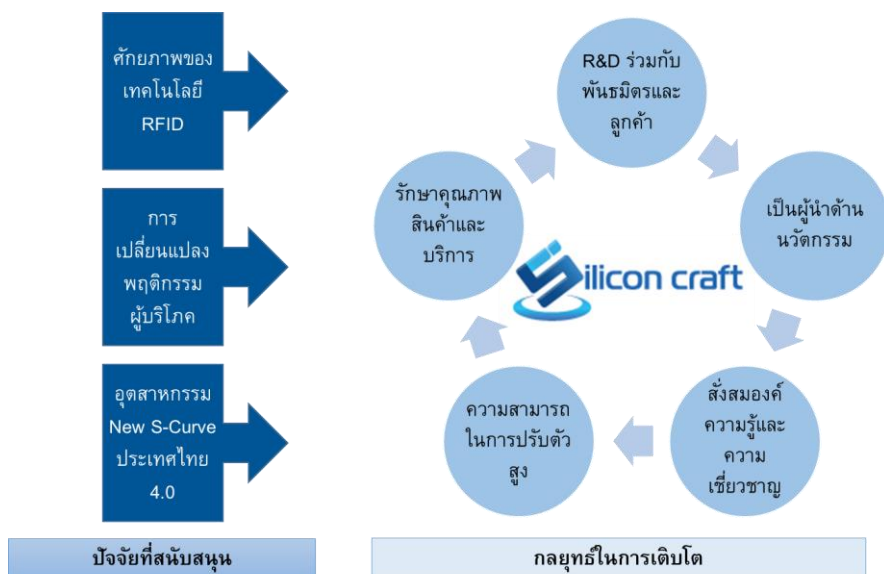 ศักยภาพของ
เทคโนโลยี
RFID
การ
เปลี่ยนแปลง
พฤติกรรม
ผู้บริโภค
อุตสาหกรรม
New S-Curve
ประเทศไทย
4.0
ปัจจัยที่สนับสนุน
R&D ร่วมกับ
พันธมิตรและ
ลูกค้า
เป็นผู้นำด้าน
นวัตกรรม
สั่งสมองค์
ความรู้และ
ความ
เชี่ยวชาญ
ความสามารถ
ในการปรับตัว
สูง
รักษาคุณภาพ
สินค้าและ
บริการ
Silicon craft
กลยุทธ์ในการเติบโต